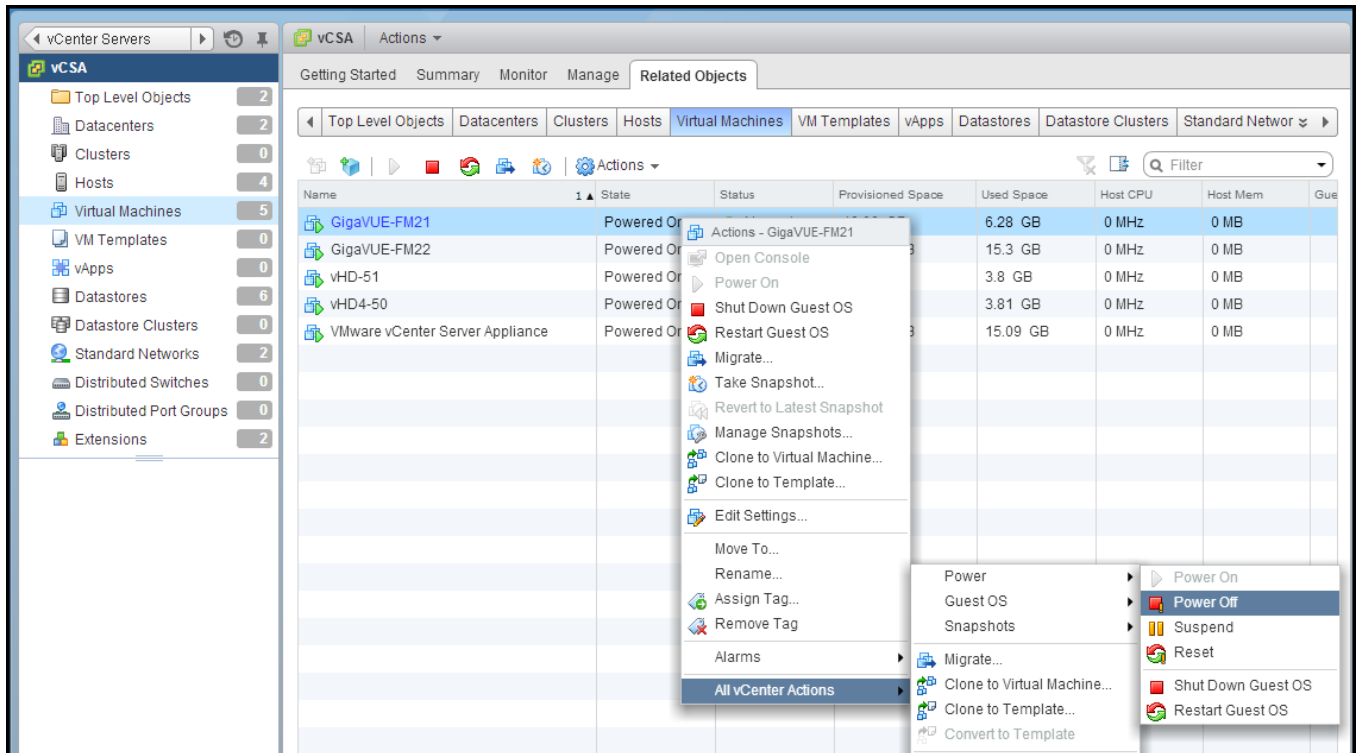 vCenter Servers
vCSA
Top Level Objects 2
Datacenters 2
Clusters 0
Hosts 4
Virtual Machines 5
VM Templates 0
vApps 0
Datastores 6
Datastore Clusters 0
Standard Networks 2
Distributed Switches 0
Distributed Port Groups 0
Extensions 2
vCSA Actions
Getting Started Summary Monitor Manage Related Objects
Top Level Objects Datacenters Clusters Hosts Virtual Machines VM Templates vApps Datastores Datastore Clusters Standard Networ
Actions Filter
Name 1 State Status Provisioned Space Used Space Host CPU Host Mem Gue
GigaVUE-FM21 Powered On 6.28 GB 0 MHz 0 MB
GigaVUE-FM22 Powered Or 15.3 GB 0 MHz 0 MB
vHD-51 Powered Or 3.8 GB 0 MHz 0 MB
vHD4-50 Powered Or 3.81 GB 0 MHz 0 MB
VMware vCenter Server Appliance Powered Or 15.09 GB 0 MHz 0 MB
Actions - GigaVUE-FM21
Open Console
Power On
Shut Down Guest OS
Restart Guest OS
Migrate...
Take Snapshot...
Revert to Latest Snapshot
Manage Snapshots...
Clone to Virtual Machine...
Clone to Template...
Edit Settings...
Move To...
Rename...
Assign Tag...
Remove Tag
Alarms
All vCenter Actions
Power
Guest OS
Snapshots
Migrate...
Clone to Virtual Machine...
Clone to Template...
Convert to Template
Power On
Power Off
Suspend
Reset
Shut Down Guest OS
Restart Guest OS